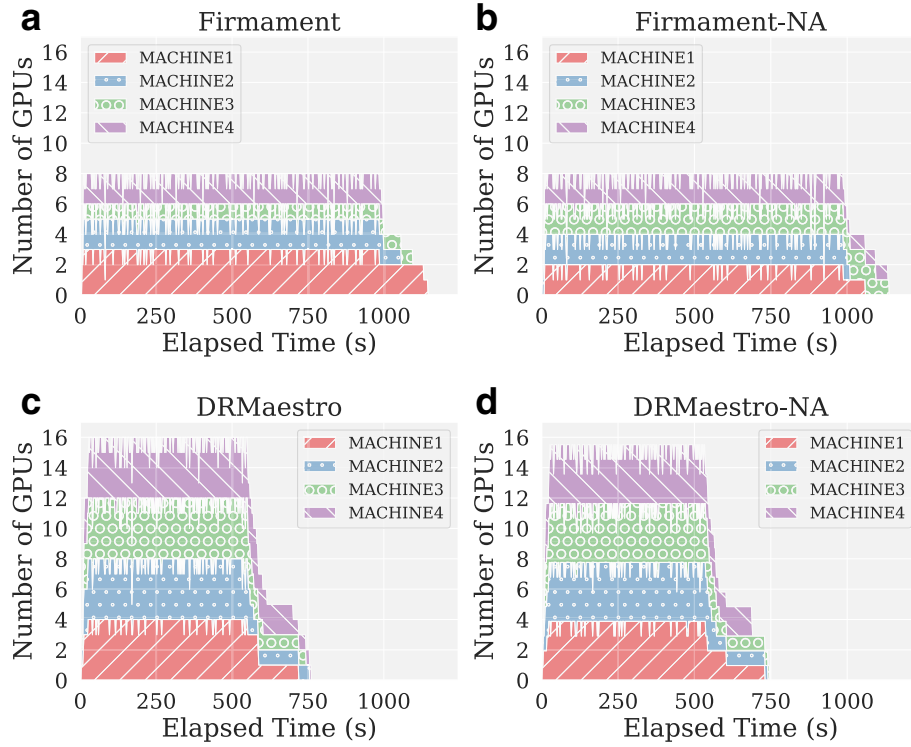 a
Firmament
Number of GPUs
16
14
12
10
8
6
4
2
0
MACHINE1
MACHINE2
MACHINE3
MACHINE4
0 250 500 750 1000
Elapsed Time (s)
b
Firmament-NA
Number of GPUs
16
14
12
10
8
6
4
2
0
MACHINE1
MACHINE2
MACHINE3
MACHINE4
0 250 500 750 1000
Elapsed Time (s)
c
DRMaestro
Number of GPUs
16
14
12
10
8
6
4
2
0
MACHINE1
MACHINE2
MACHINE3
MACHINE4
0 250 500 750 1000
Elapsed Time (s)
d
DRMaestro-NA
Number of GPUs
16
14
12
10
8
6
4
2
0
MACHINE1
MACHINE2
MACHINE3
MACHINE4
0 250 500 750 1000
Elapsed Time (s)